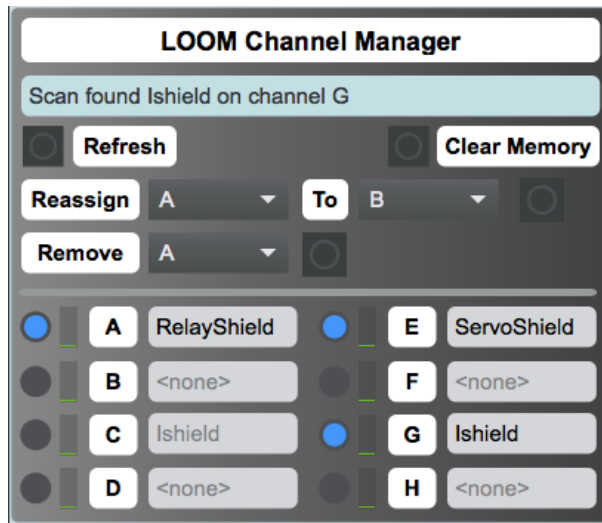 LOOM Channel Manager
Scan found Ishield on channel G
Refresh Clear Memory
Reassign A To B
Remove A
A RelayShield E ServoShield
B <none> F <none>
C Ishield G Ishield
D <none> H <none>